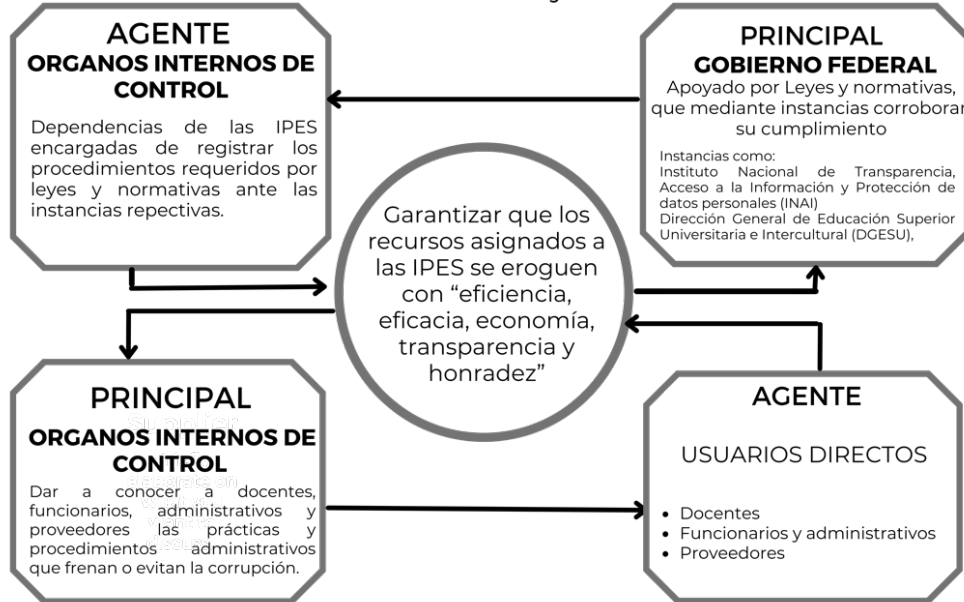 AGENTE
ORGANOS INTERNOS DE
CONTROL
Dependencias de las IPES
encargadas de registrar los
procedimientos requeridos por
leyes y normativas ante las
instancias repectivas.
PRINCIPAL
GOBIERNO FEDERAL
Apoyado por Leyes y normativas,
que mediante instancias corroboran
su cumplimiento
Instancias como:
Instituto Nacional de Transparencia,
Acceso a la Información y Protección de
datos personales (INAI)
Dirección General de Educación Superior
Universitaria e Intercultural (DGESU),
Garantizar que los
recursos asignados a
las IPES se eroguen
con “eficiencia,
eficacia, economía,
transparencia y
honradez”
PRINCIPAL
ORGANOS INTERNOS DE
CONTROL
Dar a conocer a docentes,
funcionarios, administrativos y
proveedores las prácticas y
procedimientos administrativos
que frenan o evitan la corrupción.
AGENTE
USUARIOS DIRECTOS
• Docentes
• Funcionarios y administrativos
• Proveedores